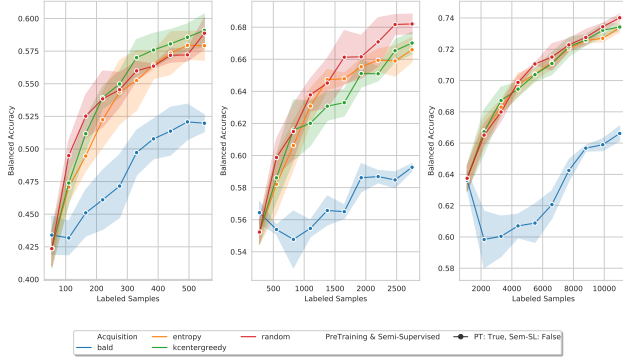 0.600
0.575
0.550
0.525
0.500
0.475
0.450
0.425
0.400
Balanced Accuracy
100 200 300 400 500
Labeled Samples
0.68
0.66
0.64
0.62
0.60
0.58
0.56
0.54
Balanced Accuracy
500 1000 1500 2000 2500
Labeled Samples
0.74
0.72
0.70
0.68
0.66
0.64
0.62
0.60
0.58
Balanced Accuracy
2000 4000 6000 8000 10000
Labeled Samples
Acquisition entropy random PreTraining & Semi-Supervised PT: True, Sem-SL: False
bald kcentergreedy